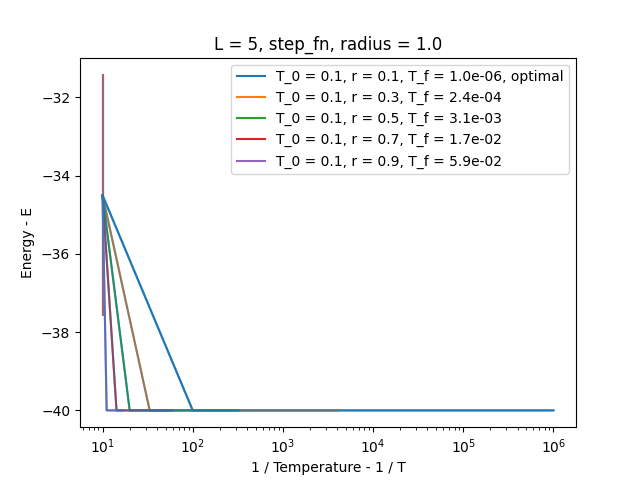 L = 5, step_fn, radius = 1.0
T_0 = 0.1, r = 0.1, T_f = 1.0e-06, optimal
T_0 = 0.1, r = 0.3, T_f = 2.4e-04
T_0 = 0.1, r = 0.5, T_f = 3.1e-03
T_0 = 0.1, r = 0.7, T_f = 1.7e-02
T_0 = 0.1, r = 0.9, T_f = 5.9e-02
Energy - E
−32
−34
−36
−38
−40
10¹ 10² 10³ 10⁴ 10⁵ 10⁶
1 / Temperature - 1 / T